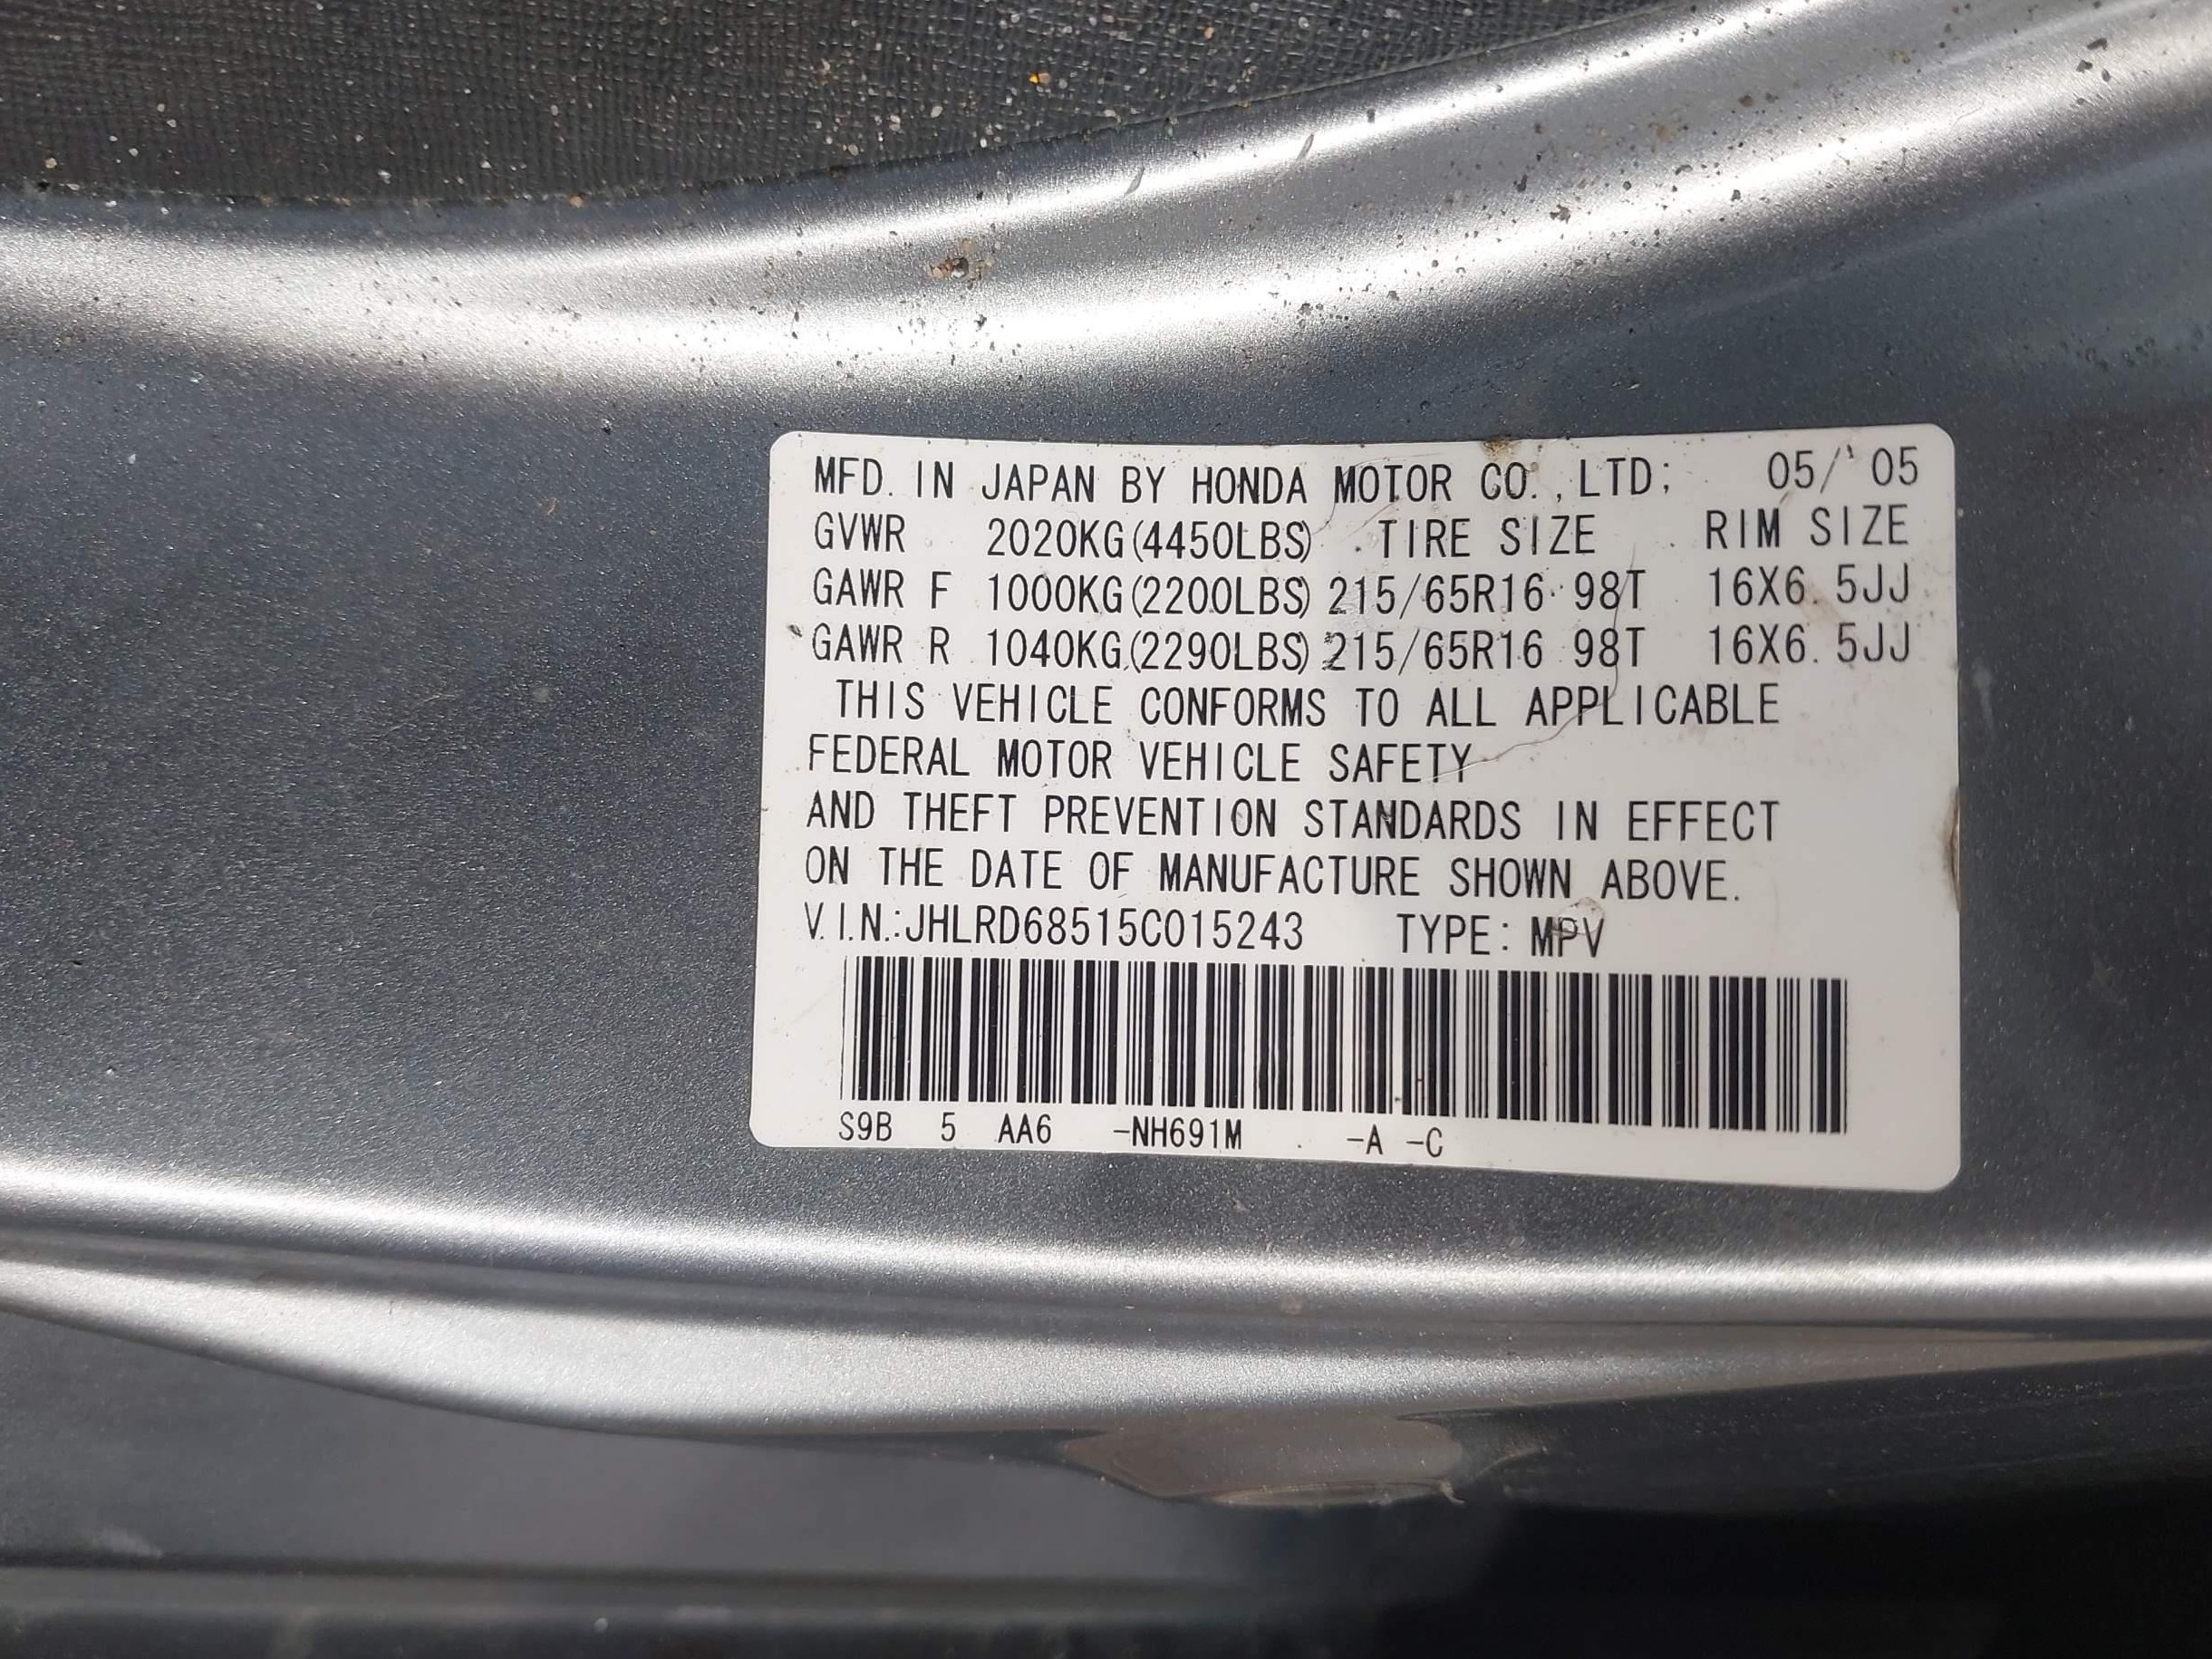 MFD. IN JAPAN BY HONDA MOTOR CO.,LTD; 05/'05
GVWR 2020KG(4450LBS) TIRE SIZE RIM SIZE
GAWR F 1000KG(2200LBS) 215/65R16 98T 16X6.5JJ
GAWR R 1040KG(2290LBS) 215/65R16 98T 16X6.5JJ
THIS VEHICLE CONFORMS TO ALL APPLICABLE
FEDERAL MOTOR VEHICLE SAFETY
AND THEFT PREVENTION STANDARDS IN EFFECT
ON THE DATE OF MANUFACTURE SHOWN ABOVE.
V.I.N.:JHLRD68515C015243 TYPE: MPV
S9B 5 AA6 -NH691M -A -C